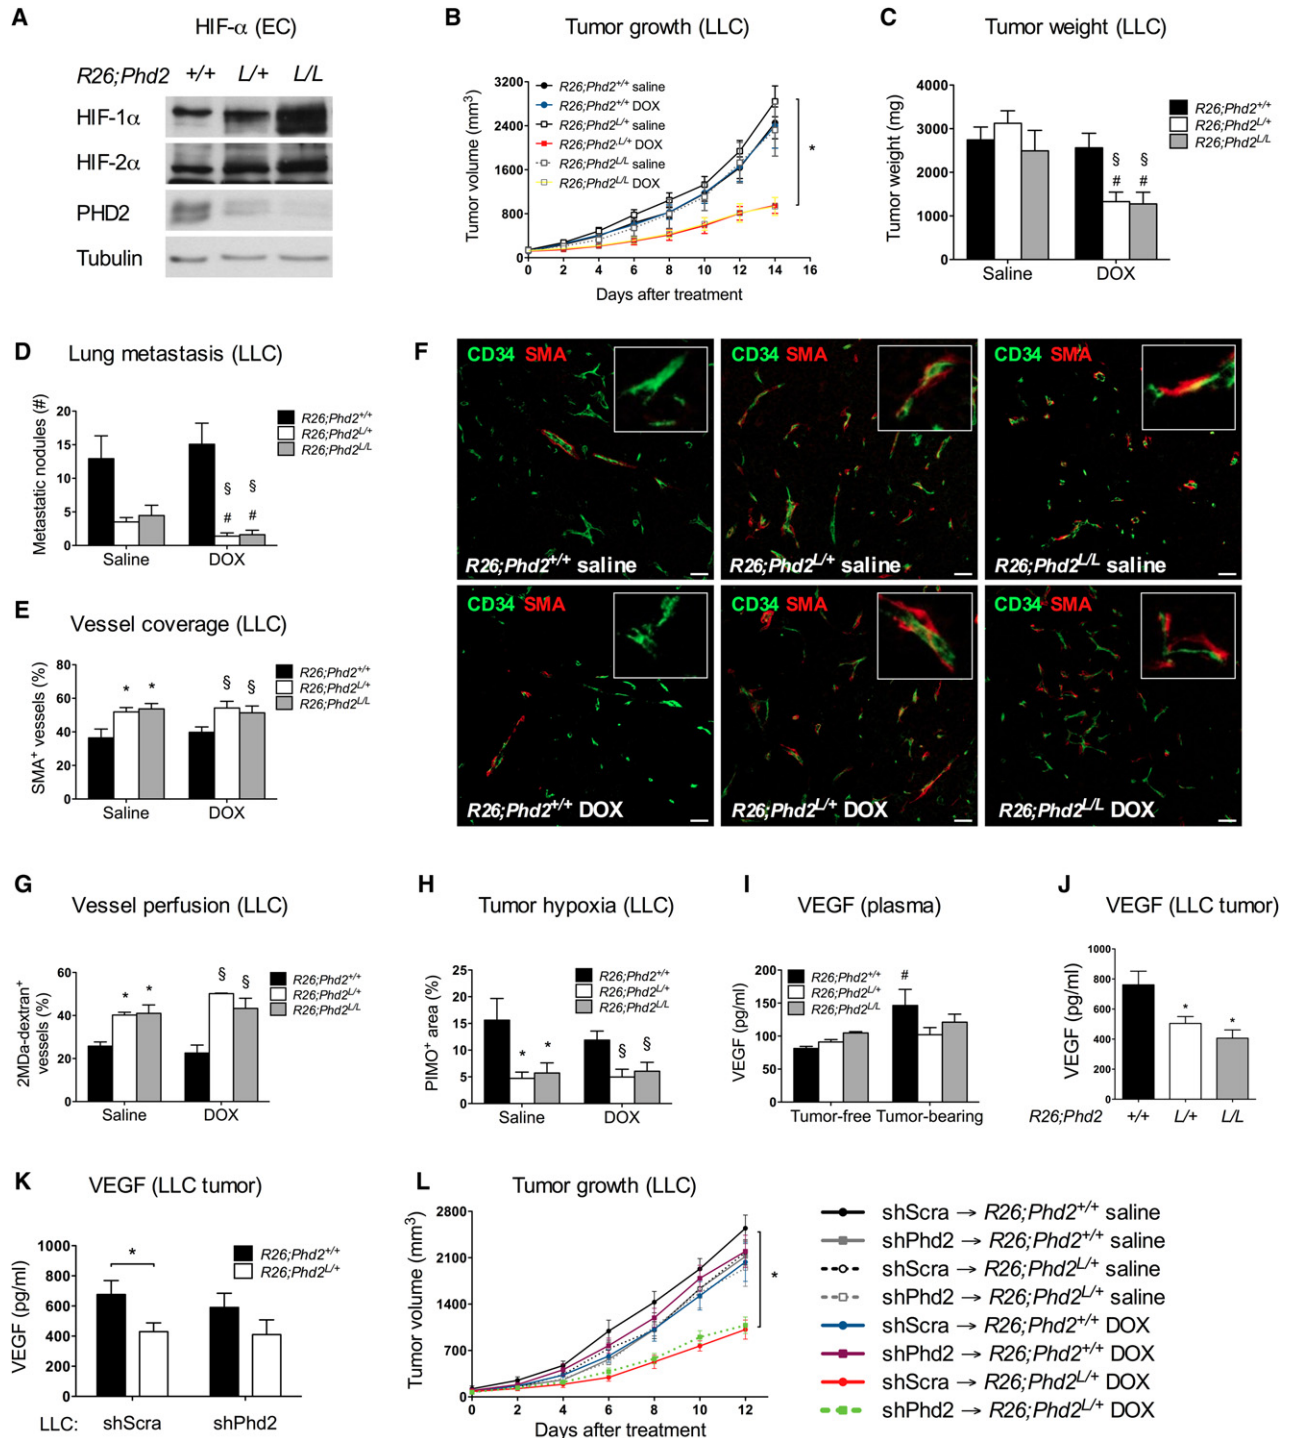 A
HIF-α (EC)
R26;Phd2 +/+ L/+ L/L
HIF-1α
HIF-2α
PHD2
Tubulin
B
Tumor growth (LLC)
Tumor volume (mm³)
3200
2400
1600
800
0
0 2 4 6 8 10 12 14 16
Days after treatment
R26;Phd2+/+ saline
R26;Phd2+/+ DOX
R26;Phd2L/+ saline
R26;Phd2L/+ DOX
R26;Phd2L/L saline
R26;Phd2L/L DOX
*
C
Tumor weight (LLC)
Tumor weight (mg)
4000
3000
2000
1000
0
§ §
# #
Saline DOX
R26;Phd2+/+
R26;Phd2L/+
R26;Phd2L/L
D
Lung metastasis (LLC)
Metastatic nodules (#)
20
15
10
5
0
§ §
# #
Saline DOX
R26;Phd2+/+
R26;Phd2L/+
R26;Phd2L/L
E
Vessel coverage (LLC)
SMA+ vessels (%)
80
60
40
20
0
* * § §
Saline DOX
R26;Phd2+/+
R26;Phd2L/+
R26;Phd2L/L
F
CD34 SMA
R26;Phd2+/+ saline
CD34 SMA
R26;Phd2L/+ saline
CD34 SMA
R26;Phd2L/L saline
CD34 SMA
R26;Phd2+/+ DOX
CD34 SMA
R26;Phd2L/+ DOX
CD34 SMA
R26;Phd2L/L DOX
G
Vessel perfusion (LLC)
2MDa-dextran+
vessels (%)
60
40
20
0
* * § §
Saline DOX
R26;Phd2+/+
R26;Phd2L/+
R26;Phd2L/L
H
Tumor hypoxia (LLC)
PIMO+ area (%)
25
20
15
10
5
0
* * § §
Saline DOX
R26;Phd2+/+
R26;Phd2L/+
R26;Phd2L/L
I
VEGF (plasma)
VEGF (pg/ml)
200
150
100
50
0
#
Tumor-free Tumor-bearing
R26;Phd2+/+
R26;Phd2L/+
R26;Phd2L/L
J
VEGF (LLC tumor)
VEGF (pg/ml)
1000
800
600
400
200
0
* *
R26;Phd2 +/+ L/+ L/L
K
VEGF (LLC tumor)
VEGF (pg/ml)
1000
800
600
400
200
0
*
R26;Phd2+/+
R26;Phd2L/+
LLC: shScra shPhd2
L
Tumor growth (LLC)
Tumor volume (mm³)
2800
2100
1400
700
0
0 2 4 6 8 10 12
Days after treatment
*
shScra → R26;Phd2+/+ saline
shPhd2 → R26;Phd2+/+ saline
shScra → R26;Phd2L/+ saline
shPhd2 → R26;Phd2L/+ saline
shScra → R26;Phd2+/+ DOX
shPhd2 → R26;Phd2+/+ DOX
shScra → R26;Phd2L/+ DOX
shPhd2 → R26;Phd2L/+ DOX